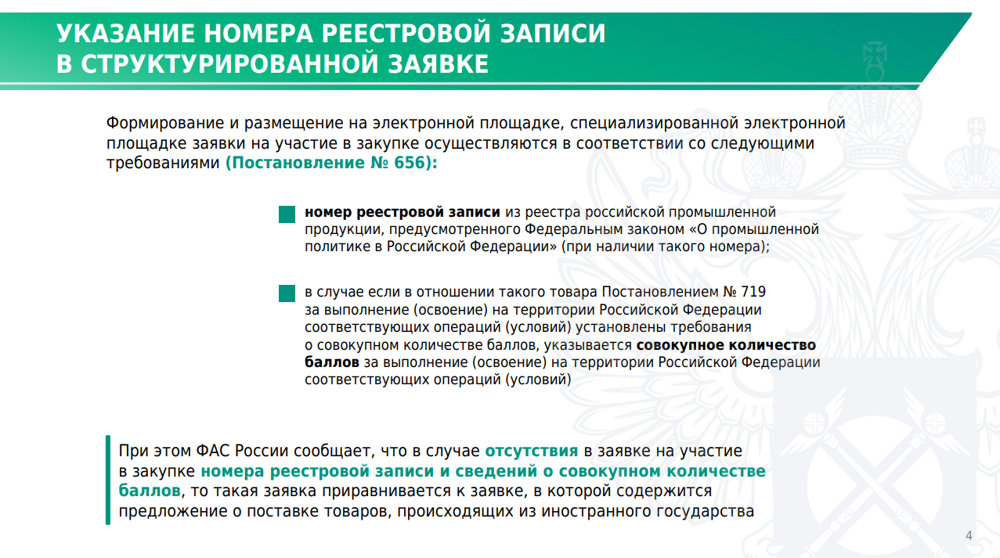 УКАЗАНИЕ НОМЕРА РЕЕСТРОВОЙ ЗАПИСИ
В СТРУКТУРИРОВАННОЙ ЗАЯВКЕ
Формирование и размещение на электронной площадке, специализированной электронной
площадке заявки на участие в закупке осуществляются в соответствии со следующими
требованиями (Постановление № 656):
номер реестровой записи из реестра российской промышленной
продукции, предусмотренного Федеральным законом «О промышленной
политике в Российской Федерации» (при наличии такого номера);
в случае если в отношении такого товара Постановлением № 719
за выполнение (освоение) на территории Российской Федерации
соответствующих операций (условий) установлены требования
о совокупном количестве баллов, указывается совокупное количество
баллов за выполнение (освоение) на территории Российской Федерации
соответствующих операций (условий)
При этом ФАС России сообщает, что в случае отсутствия в заявке на участие
в закупке номера реестровой записи и сведений о совокупном количестве
баллов, то такая заявка приравнивается к заявке, в которой содержится
предложение о поставке товаров, происходящих из иностранного государства
4